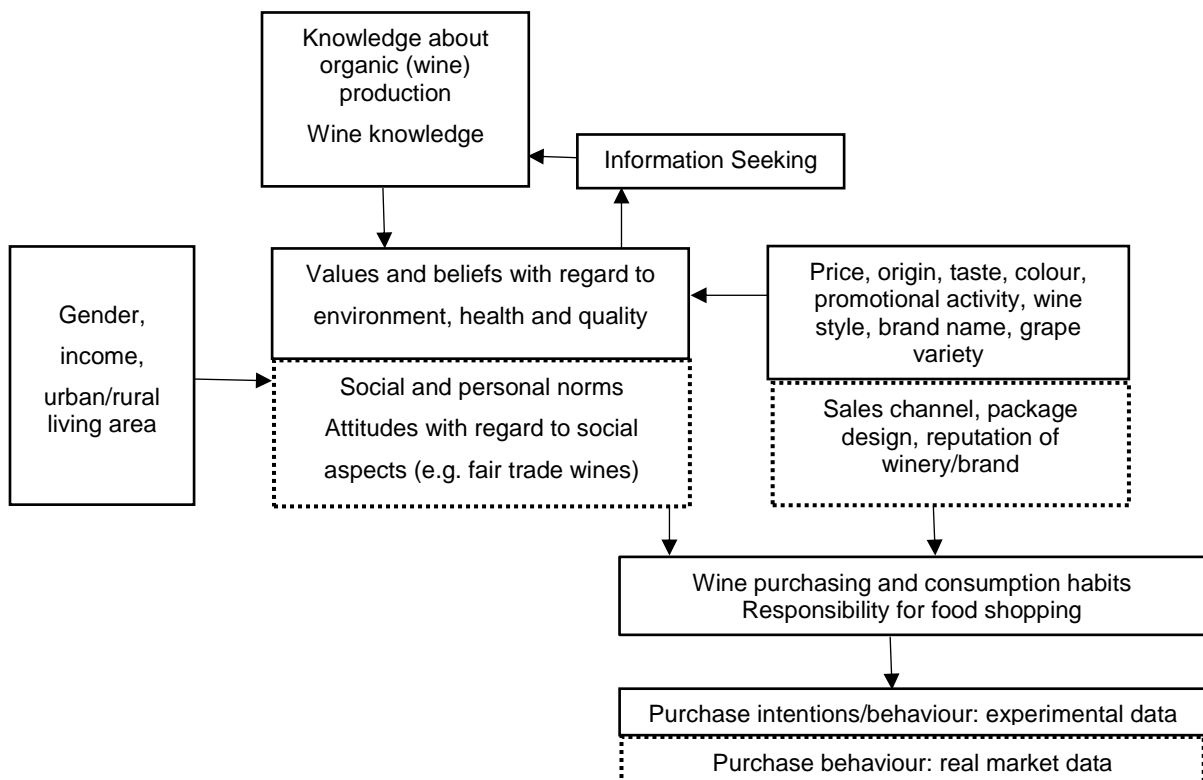 Knowledge about
organic (wine)
production
Wine knowledge
Information Seeking
Gender,
income,
urban/rural
living area
Values and beliefs with regard to
environment, health and quality
Social and personal norms
Attitudes with regard to social
aspects (e.g. fair trade wines)
Price, origin, taste, colour,
promotional activity, wine
style, brand name, grape
variety
Sales channel, package
design, reputation of
winery/brand
Wine purchasing and consumption habits
Responsibility for food shopping
Purchase intentions/behaviour: experimental data
Purchase behaviour: real market data